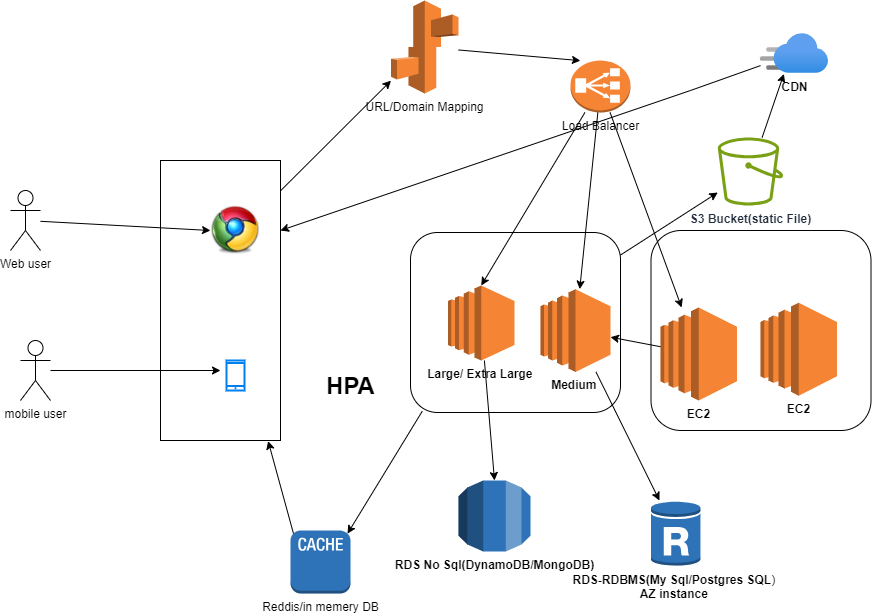 URL/Domain Mapping
Load Balancer
CDN
S3 Bucket(static File)
Web user
mobile user
HPA
Large/ Extra Large
Medium
EC2
EC2
CACHE
Reddis/in memory DB
RDS No Sql(DynamoDB/MongoDB)
R
RDS-RDBMS(My Sql/Postgres SQL)
AZ instance